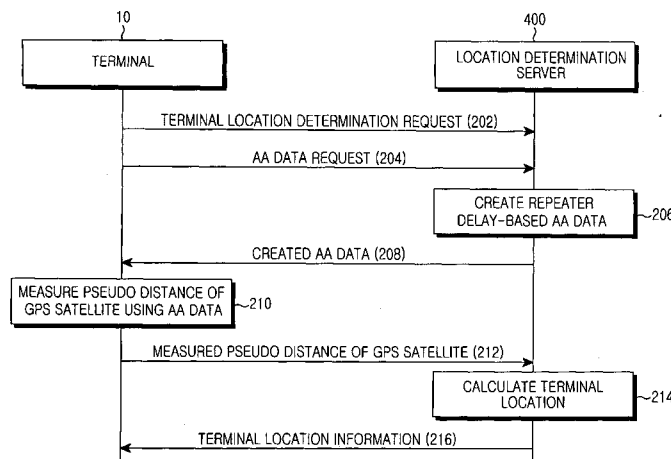 10
400
TERMINAL
LOCATION DETERMINATION
SERVER
TERMINAL LOCATION DETERMINATION REQUEST (202)
AA DATA REQUEST (204)
CREATE REPEATER
DELAY-BASED AA DATA
206
CREATED AA DATA (208)
MEASURE PSEUDO DISTANCE OF
GPS SATELLITE USING AA DATA
210
MEASURED PSEUDO DISTANCE OF GPS SATELLITE (212)
CALCULATE TERMINAL
LOCATION
214
TERMINAL LOCATION INFORMATION (216)